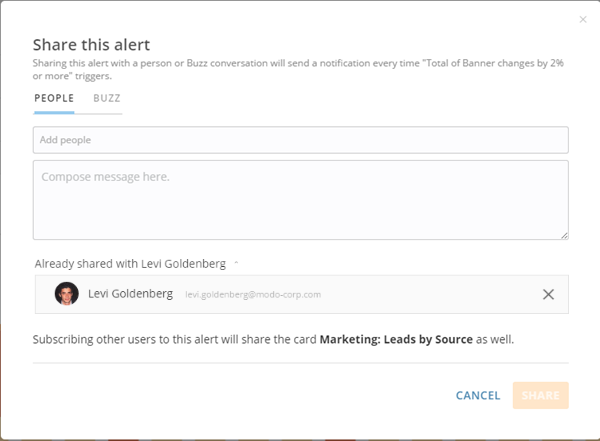 Share this alert
Sharing this alert with a person or Buzz conversation will send a notification every time "Total of Banner changes by 2%
or more" triggers.
PEOPLE BUZZ
Add people
Compose message here.
Already shared with Levi Goldenberg
Levi Goldenberg levi.goldenberg@modo-corp.com
Subscribing other users to this alert will share the card Marketing: Leads by Source as well.
CANCEL SHARE